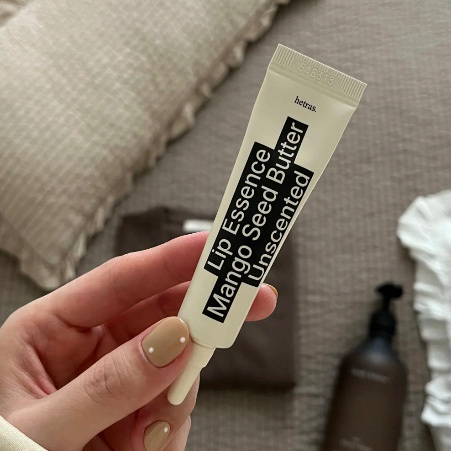 hetras.
Lip Essence
Mango Seed Butter
Unscented